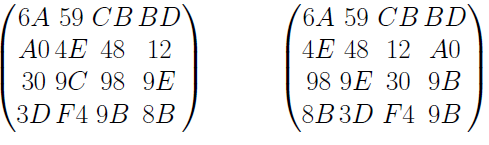 6A 59 CB BD 6A 59 CB BD
A0 4E 48 12 4E 48 12 A0
30 9C 98 9E 98 9E 30 9B
3D F4 9B 8B 8B 3D F4 9B